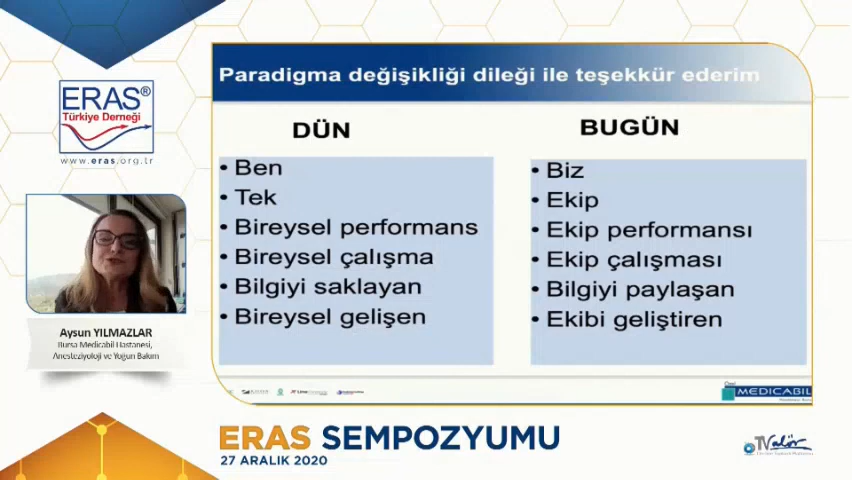 ERAS®
Türkiye Derneği
www.eras.org.tr
Aysun YILMAZLAR
Bursa Medicabil Hastanesi,
Anesteziyoloji ve Yoğun Bakım
Paradigma değişikliği dileği ile teşekkür ederim
DÜN
• Ben
• Tek
• Bireysel performans
• Bireysel çalışma
• Bilgiyi saklayan
• Bireysel gelişen
BUGÜN
• Biz
• Ekip
• Ekip performansı
• Ekip çalışması
• Bilgiyi paylaşan
• Ekibi geliştiren
MEDICABIL
ERAS SEMPOZYUMU
27 ARALIK 2020
TValör